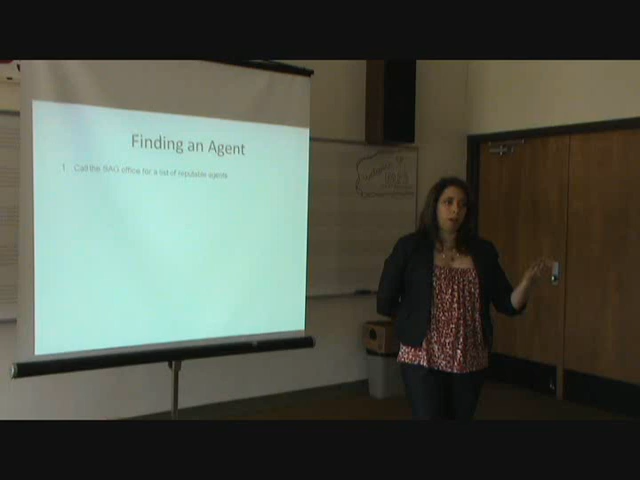 Finding an Agent
1. Call the SAG office for a list of reputable agents